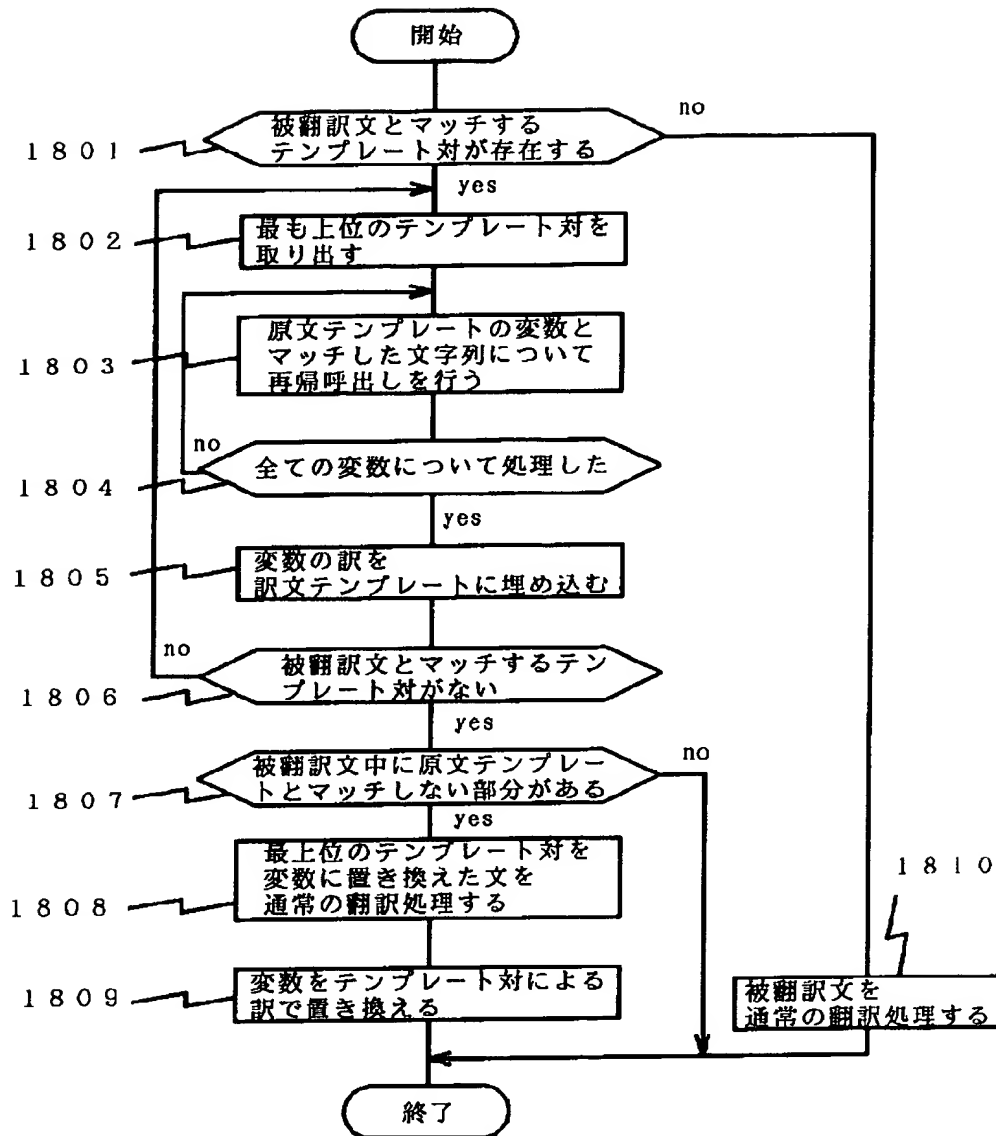 開始
no
被翻訳文とマッチする
テンプレート対が存在する
1801
yes
最も上位のテンプレート対を
取り出す
1802
原文テンプレートの変数と
マッチした文字列について
再帰呼出しを行う
1803
no
全ての変数について処理した
1804
yes
変数の訳を
訳文テンプレートに埋め込む
1805
no
被翻訳文とマッチするテン
プレート対がない
1806
yes
no
被翻訳文中に原文テンプレー
トとマッチしない部分がある
1807
yes
最上位のテンプレート対を
変数に置き換えた文を
通常の翻訳処理する
1808
1810
変数をテンプレート対による
訳で置き換える
1809
被翻訳文を
通常の翻訳処理する
終了